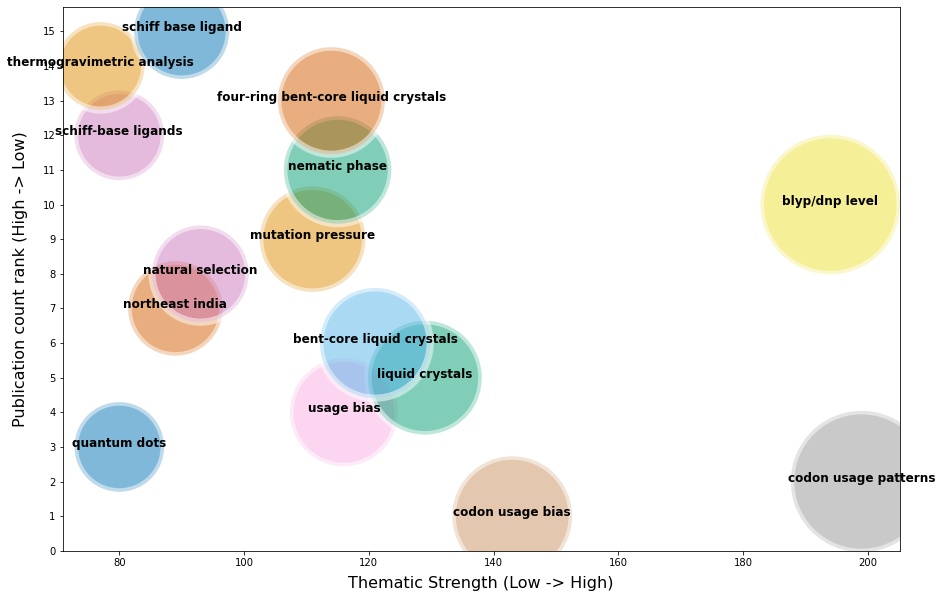 Publication count rank (High -> Low)
15
14
13
12
11
10
9
8
7
6
5
4
3
2
1
0
schiff base ligand
thermogravimetric analysis
four-ring bent-core liquid crystals
schiff-base ligands
nematic phase
blyp/dnp level
mutation pressure
natural selection
northeast india
bent-core liquid crystals
liquid crystals
usage bias
quantum dots
codon usage patterns
codon usage bias
80
100
120
140
160
180
200
Thematic Strength (Low -> High)